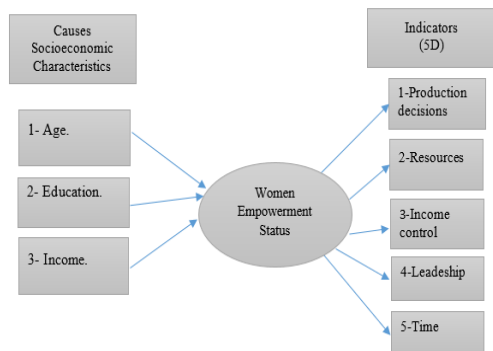 Causes
Socioeconomic
Characteristics
1- Age.
2- Education.
3- Income.
Women
Empowerment
Status
Indicators
(5D)
1-Production
decisions
2-Resources
3-Income
control
4-Leadeship
5-Time